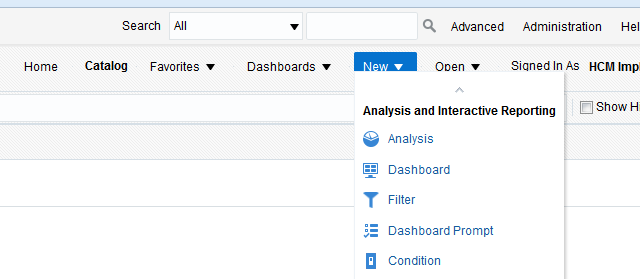 Search All Advanced Administration Hel
Home Catalog Favorites Dashboards New Open Signed In As HCM Impl
Show Hi
Analysis and Interactive Reporting
Analysis
Dashboard
Filter
Dashboard Prompt
Condition